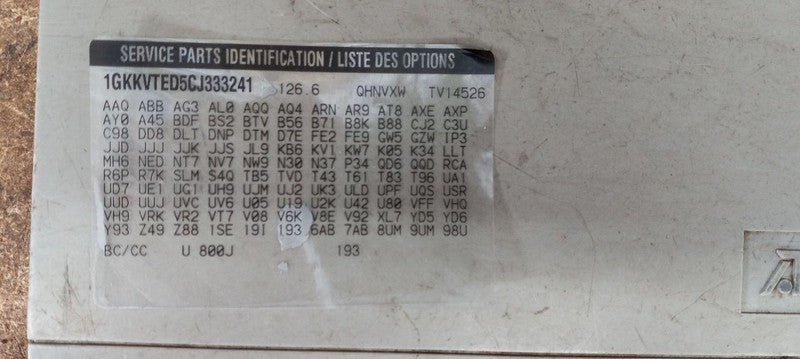 SERVICE PARTS IDENTIFICATION / LISTE DES OPTIONS
1GKKVTED5CJ333241 126.6 QHNVXW TV14526
AAQ ABB AG3 AL0 AQQ AQ4 ARN AR9 AT8 AXE AXP
AY0 A45 BDF BS2 BTV B56 B71 B8K B88 CJ2 C3U
C98 DD8 DLT DNP DTM D7E FE2 FE9 GW5 GZW IP3
JJD JJJ JJK JJS JL9 KB6 KV1 KW7 K05 K34 LLT
MH6 NED NT7 NV7 NW9 N30 N37 P34 QD6 QQD RCA
R6P R7K SLM S4Q TB5 TVD T43 T61 T83 T96 UA1
UD7 UE1 UG1 UH9 UJM UJ2 UK3 ULD UPF UQS USR
UUD UUJ UVC UV6 U05 U19 U2K U42 U80 VFF VHQ
VH9 VRK VR2 VT7 V08 V6K V8E V92 XL7 YD5 YD6
Y93 Z49 Z88 1SE 19I 193 6AB 7AB 8UM 9UM 98U
BC/CC U 800J 193